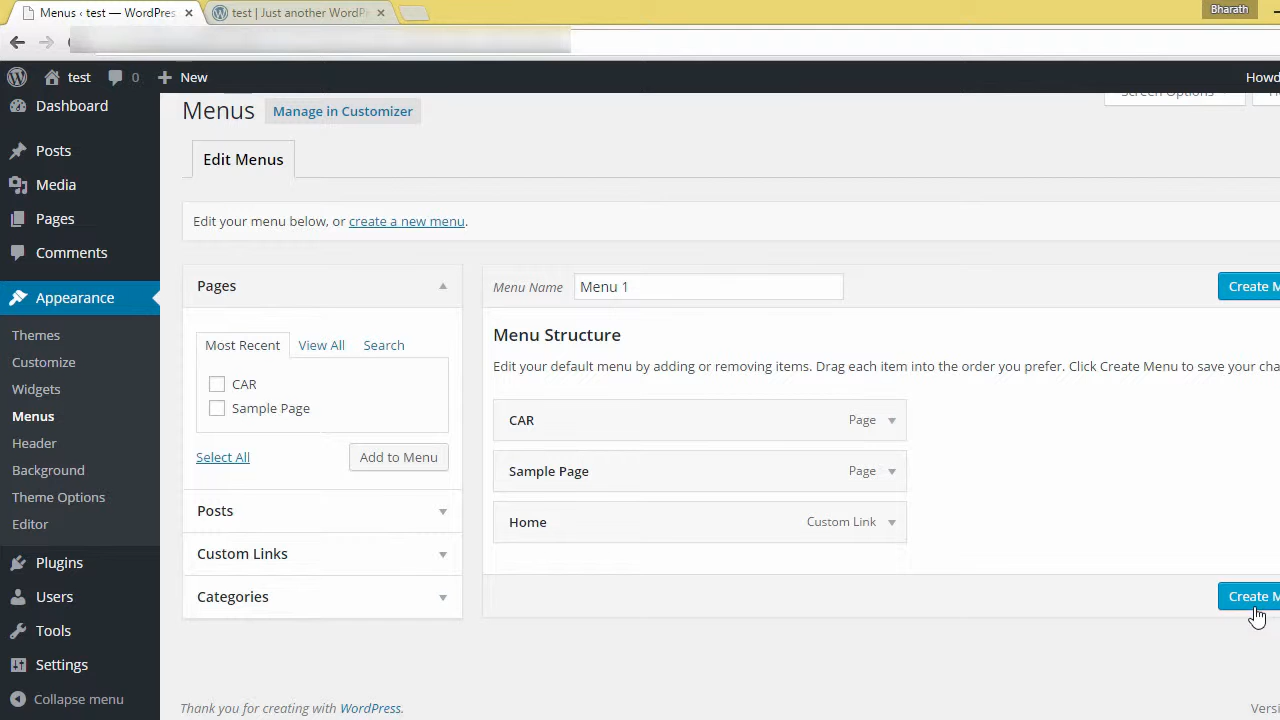 Menus ‹ test — WordPres ×
test | Just another WordPr ×
Bharath
test 0 New
Howd
Dashboard
Posts
Media
Pages
Comments
Appearance
Themes
Customize
Widgets
Menus
Header
Background
Theme Options
Editor
Plugins
Users
Tools
Settings
Collapse menu
Screen Options
Menus Manage in Customizer
Edit Menus
Edit your menu below, or create a new menu.
Pages
Most Recent View All Search
CAR
Sample Page
Select All Add to Menu
Posts
Custom Links
Categories
Menu Name Menu 1 Create M
Menu Structure
Edit your default menu by adding or removing items. Drag each item into the order you prefer. Click Create Menu to save your cha
CAR Page
Sample Page Page
Home Custom Link
Create M
Thank you for creating with WordPress.
Versi